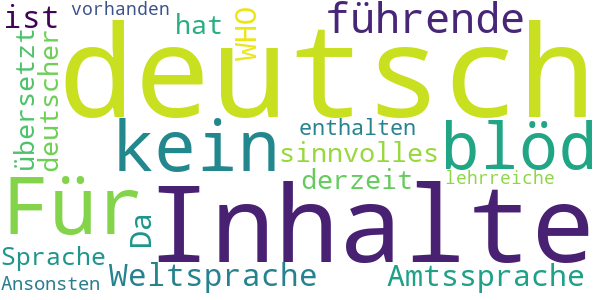 ist vorhanden hat WHO führende
übersetzt deutscher deutsch
kein enthalten sinnvolles blöd
Für Da Inhalte derzeit lehrreiche
Sprache
Ansonsten Weltsprache Amtssprache